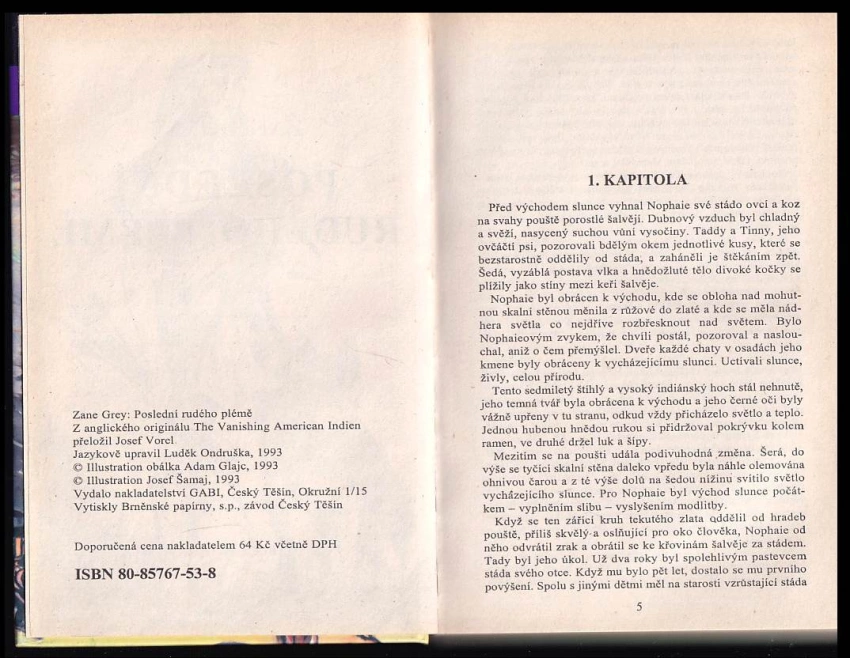 Zane Grey: Poslední rudého plémě
Z anglického originálu The Vanishing American Indien
přeložil Josef Vorel
Jazykově upravil Luděk Ondruška, 1993
© Illustration obálka Adam Glajc, 1993
© Illustration Josef Šamaj, 1993
Vydalo nakladatelství GABI, Český Těšín, Okružní 1/15
Vytiskly Brněnské papírny, s.p., závod Český Těšín
Doporučená cena nakladatelem 64 Kč včetně DPH
ISBN 80-85767-53-8
1. KAPITOLA
Před východem slunce vyhnal Nophaie své stádo ovcí a koz
na svahy pouště porostlé šalvějí. Dubnový vzduch byl chladný
a svěží, nasycený suchou vůní vysočiny. Taddy a Tinny, jeho
ovčáčtí psi, pozorovali bdělým okem jednotlivé kusy, které se
bezstarostně oddělily od stáda, a zaháněli je štěkáním zpět.
Šedá, vyzáblá postava vlka a hnědožluté tělo divoké kočky se
plížily jako stíny mezi keři šalvěje.
Nophaie byl obrácen k východu, kde se obloha nad mohut-
nou skalní stěnou měnila z růžové do zlaté a kde se měla nád-
hera světla co nejdříve rozbřesknout nad světem. Bylo
Nophaieovým zvykem, že chvíli postál, pozoroval a naslou-
chal, aniž o čem přemýšlel. Dveře každé chaty v osadách jeho
kmene byly obráceny k vycházejícímu slunci. Uctívali slunce,
živly, celou přírodu.
Tento sedmiletý štíhlý a vysoký indiánský hoch stál nehnutě,
jeho temná tvář byla obrácena k východu a jeho černé oči byly
vážně upřeny v tu stranu, odkud vždy přicházelo světlo a teplo.
Jednou hubenou hnědou rukou si přidržoval pokrývku kolem
ramen, ve druhé držel luk a šípy.
Mezitím se na poušti udála podivuhodná změna. Šerá, do
výše se tyčící skalní stěna daleko vpředu byla náhle olemována
ohnivou čarou a z té výše dolů na šedou nížinu svítilo světlo
vycházejícího slunce. Pro Nophaie byl východ slunce počát-
kem – vyplněním slibu – vyslyšením modlitby.
Když se ten zářící kruh tekutého zlata oddělil od hradeb
pouště, příliš skvělý a oslňující pro oko člověka, Nophaie od
něho odvrátil zrak a obrátil se ke křovinám šalvěje za stádem.
Tady byl jeho úkol. Už dva roky byl spolehlivým pastevcem
stáda svého otce. Když mu bylo pět let, dostalo se mu prvního
povýšení. Spolu s jinými dětmi měl na starosti vzrůstající stáda
5